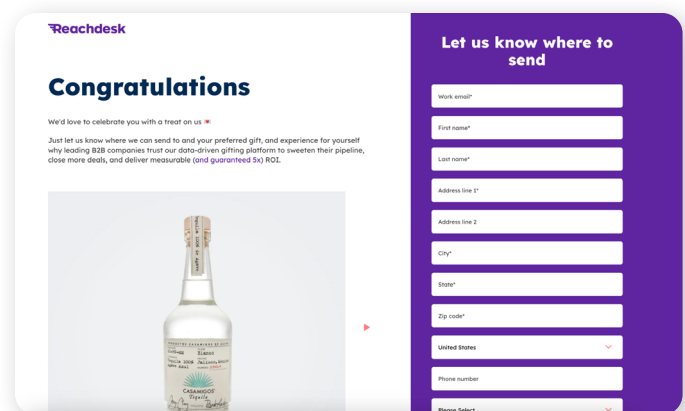 Reachdesk
Congratulations
We'd love to celebrate you with a treat on us 💌
Just let us know where we can send to and your preferred gift, and experience for yourself
why leading B2B companies trust our data-driven gifting platform to sweeten their pipeline,
close more deals, and deliver measurable (and guaranteed 5x) ROI.
Blanco
CASAMIGOS
Tequila
Let us know where to
send
Work email*
First name*
Last name*
Address line 1*
Address line 2
City*
State*
Zip code*
United States
Phone number
Please Select